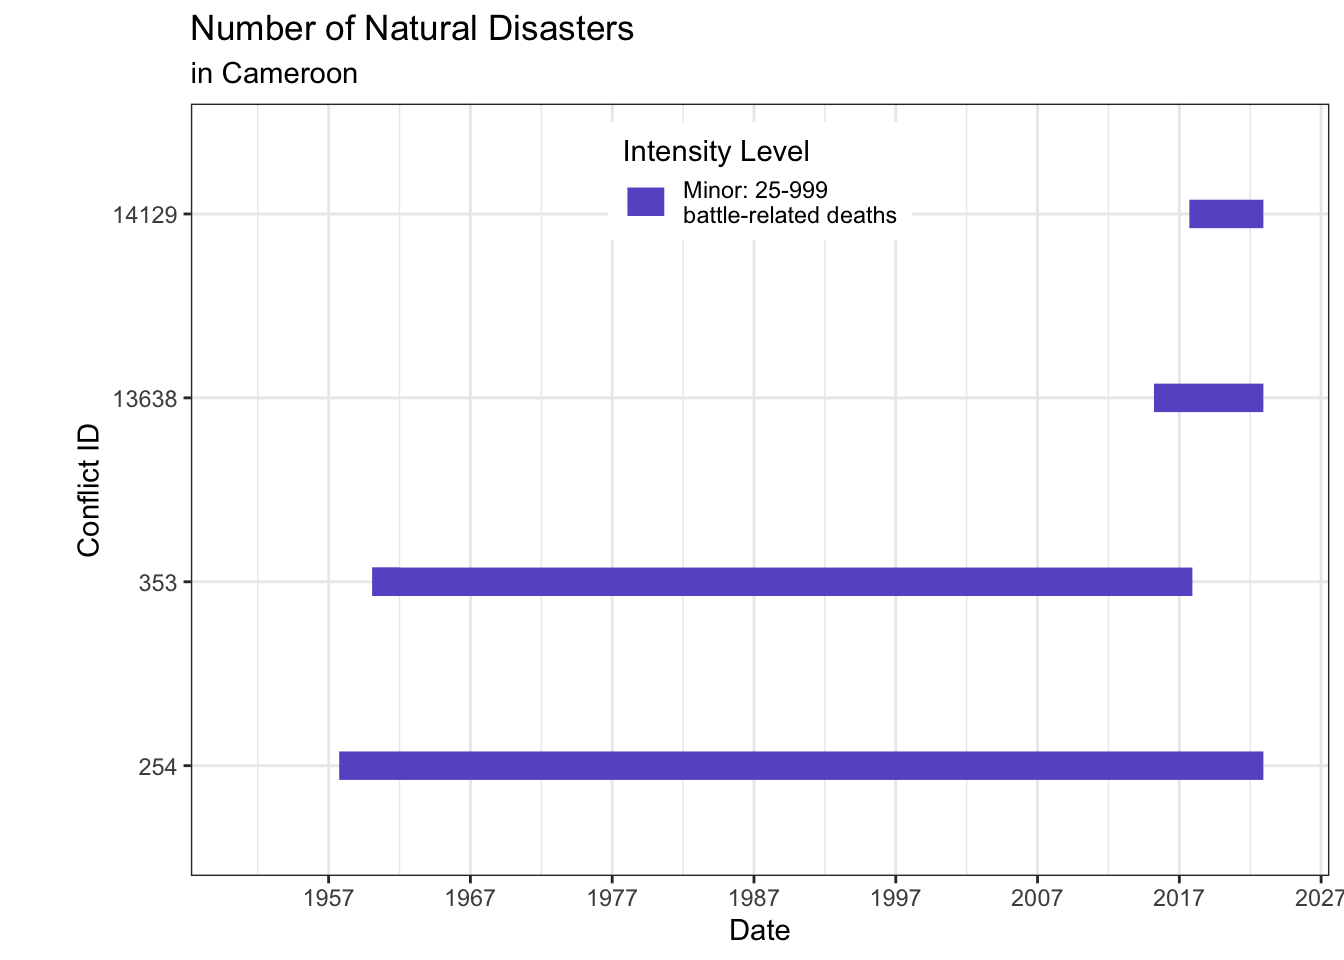 Number of Natural Disasters
in Cameroon
Intensity Level
Minor: 25-999
battle-related deaths
14129
13638
353
254
Conflict ID
1957 1967 1977 1987 1997 2007 2017 2027
Date